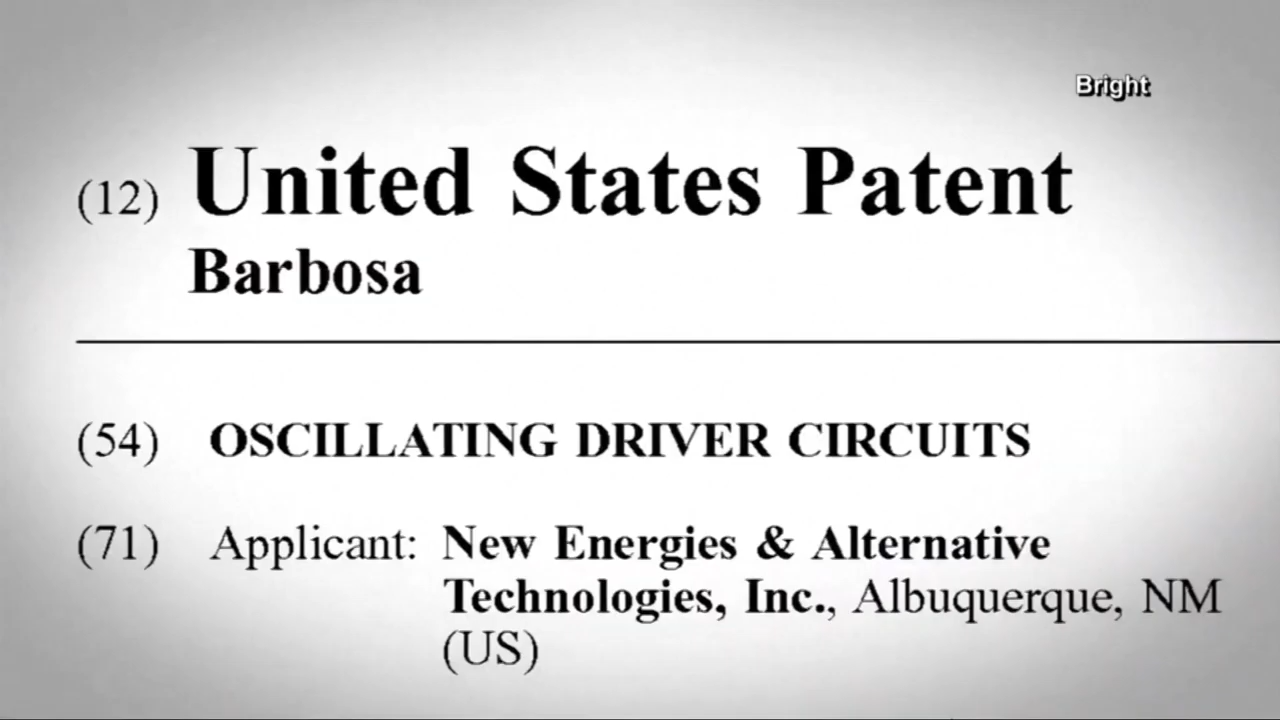 Bright
(12) United States Patent
Barbosa
(54) OSCILLATING DRIVER CIRCUITS
(71) Applicant: New Energies & Alternative
Technologies, Inc., Albuquerque, NM
(US)